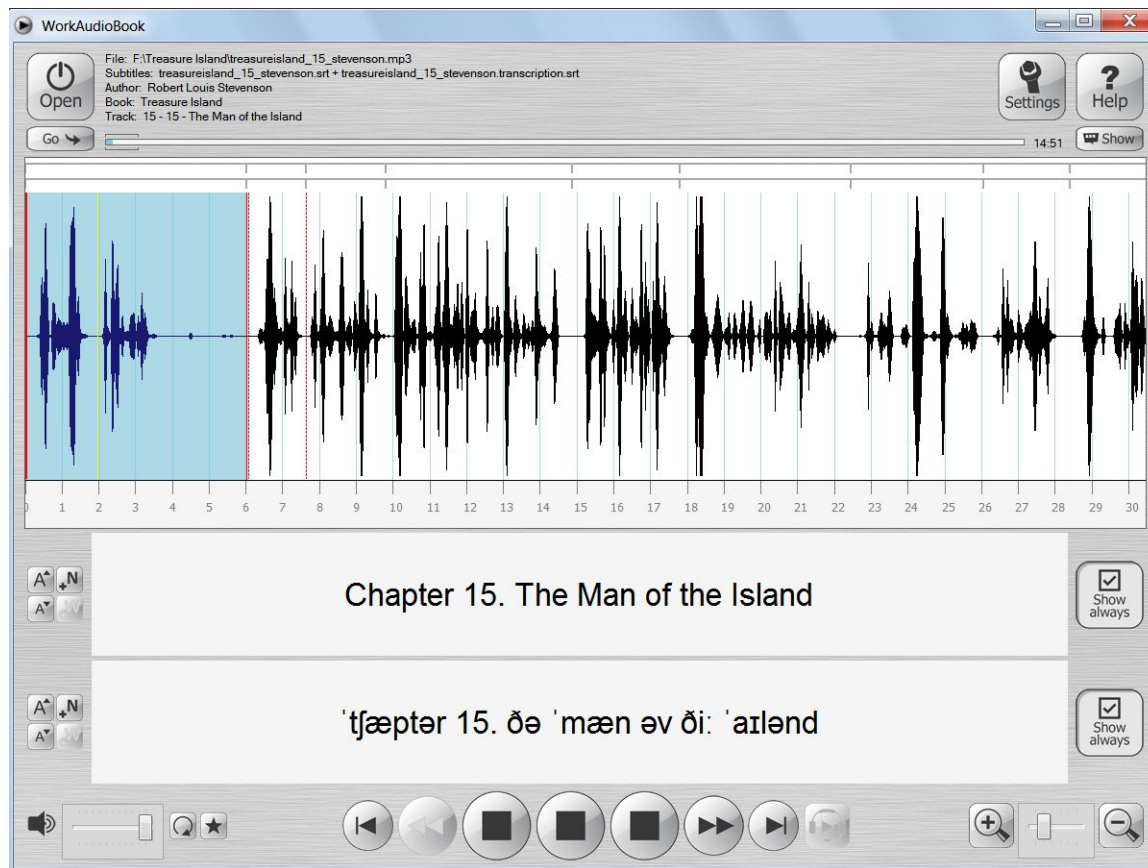 WorkAudioBook
File: F:\Treasure Island\treasureisland_15_stevenson.mp3
Subtitles: treasureisland_15_stevenson.srt + treasureisland_15_stevenson.transcription.srt
Author: Robert Louis Stevenson
Book: Treasure Island
Track: 15 - 15 - The Man of the Island
Open
Settings
? Help
Go
14:51
Show
0 1 2 3 4 5 6 7 8 9 10 11 12 13 14 15 16 17 18 19 20 21 22 23 24 25 26 27 28 29 30
A +N
A W
Chapter 15. The Man of the Island
Show always
A +N
A W
ˈtʃæptər 15. ðə ˈmæn əv ðiː ˈaɪlənd
Show always